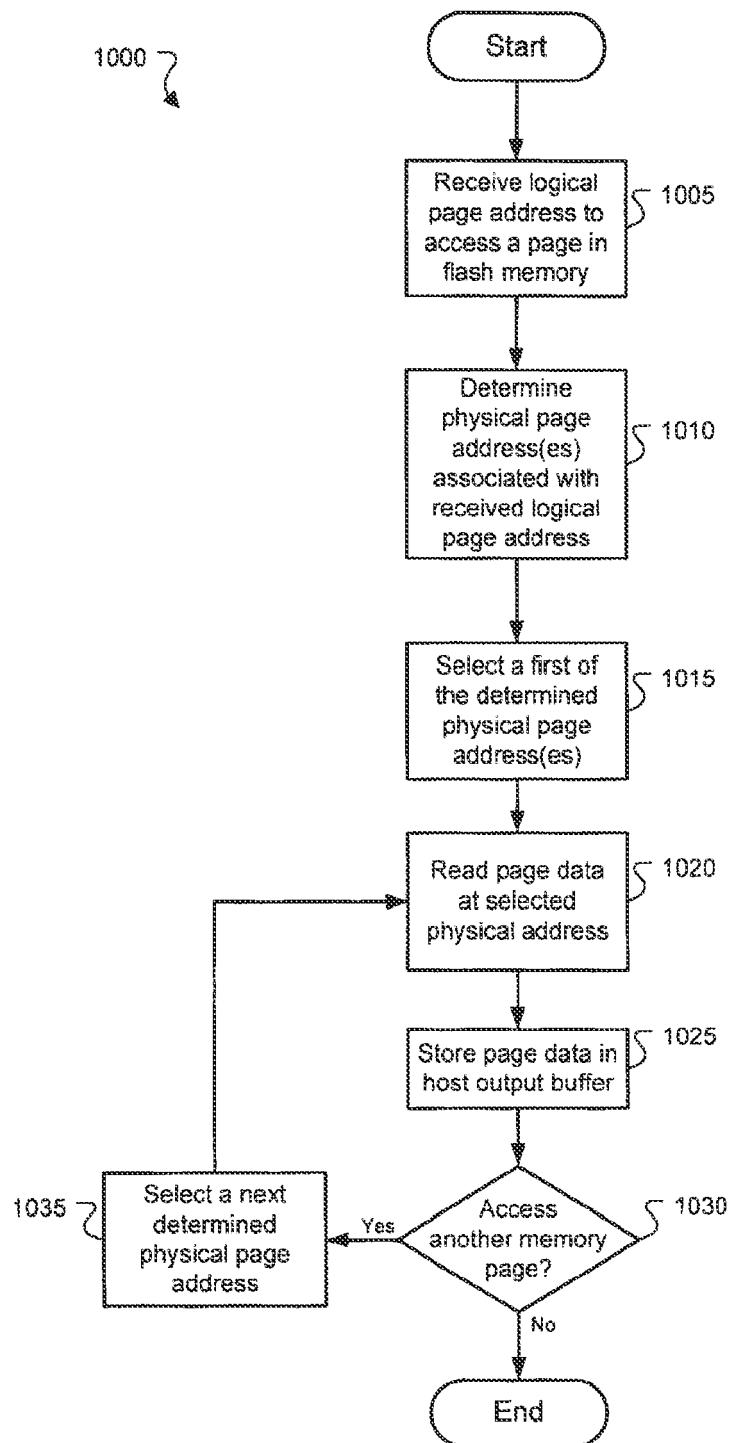 1000
Start
Receive logical
page address to
access a page in
flash memory
1005
Determine
physical page
address(es)
associated with
received logical
page address
1010
Select a first of
the determined
physical page
address(es)
1015
Read page data
at selected
physical address
1020
Store page data in
host output buffer
1025
Access
another memory
page?
1030
Yes
No
Select a next
determined
physical page
address
1035
End